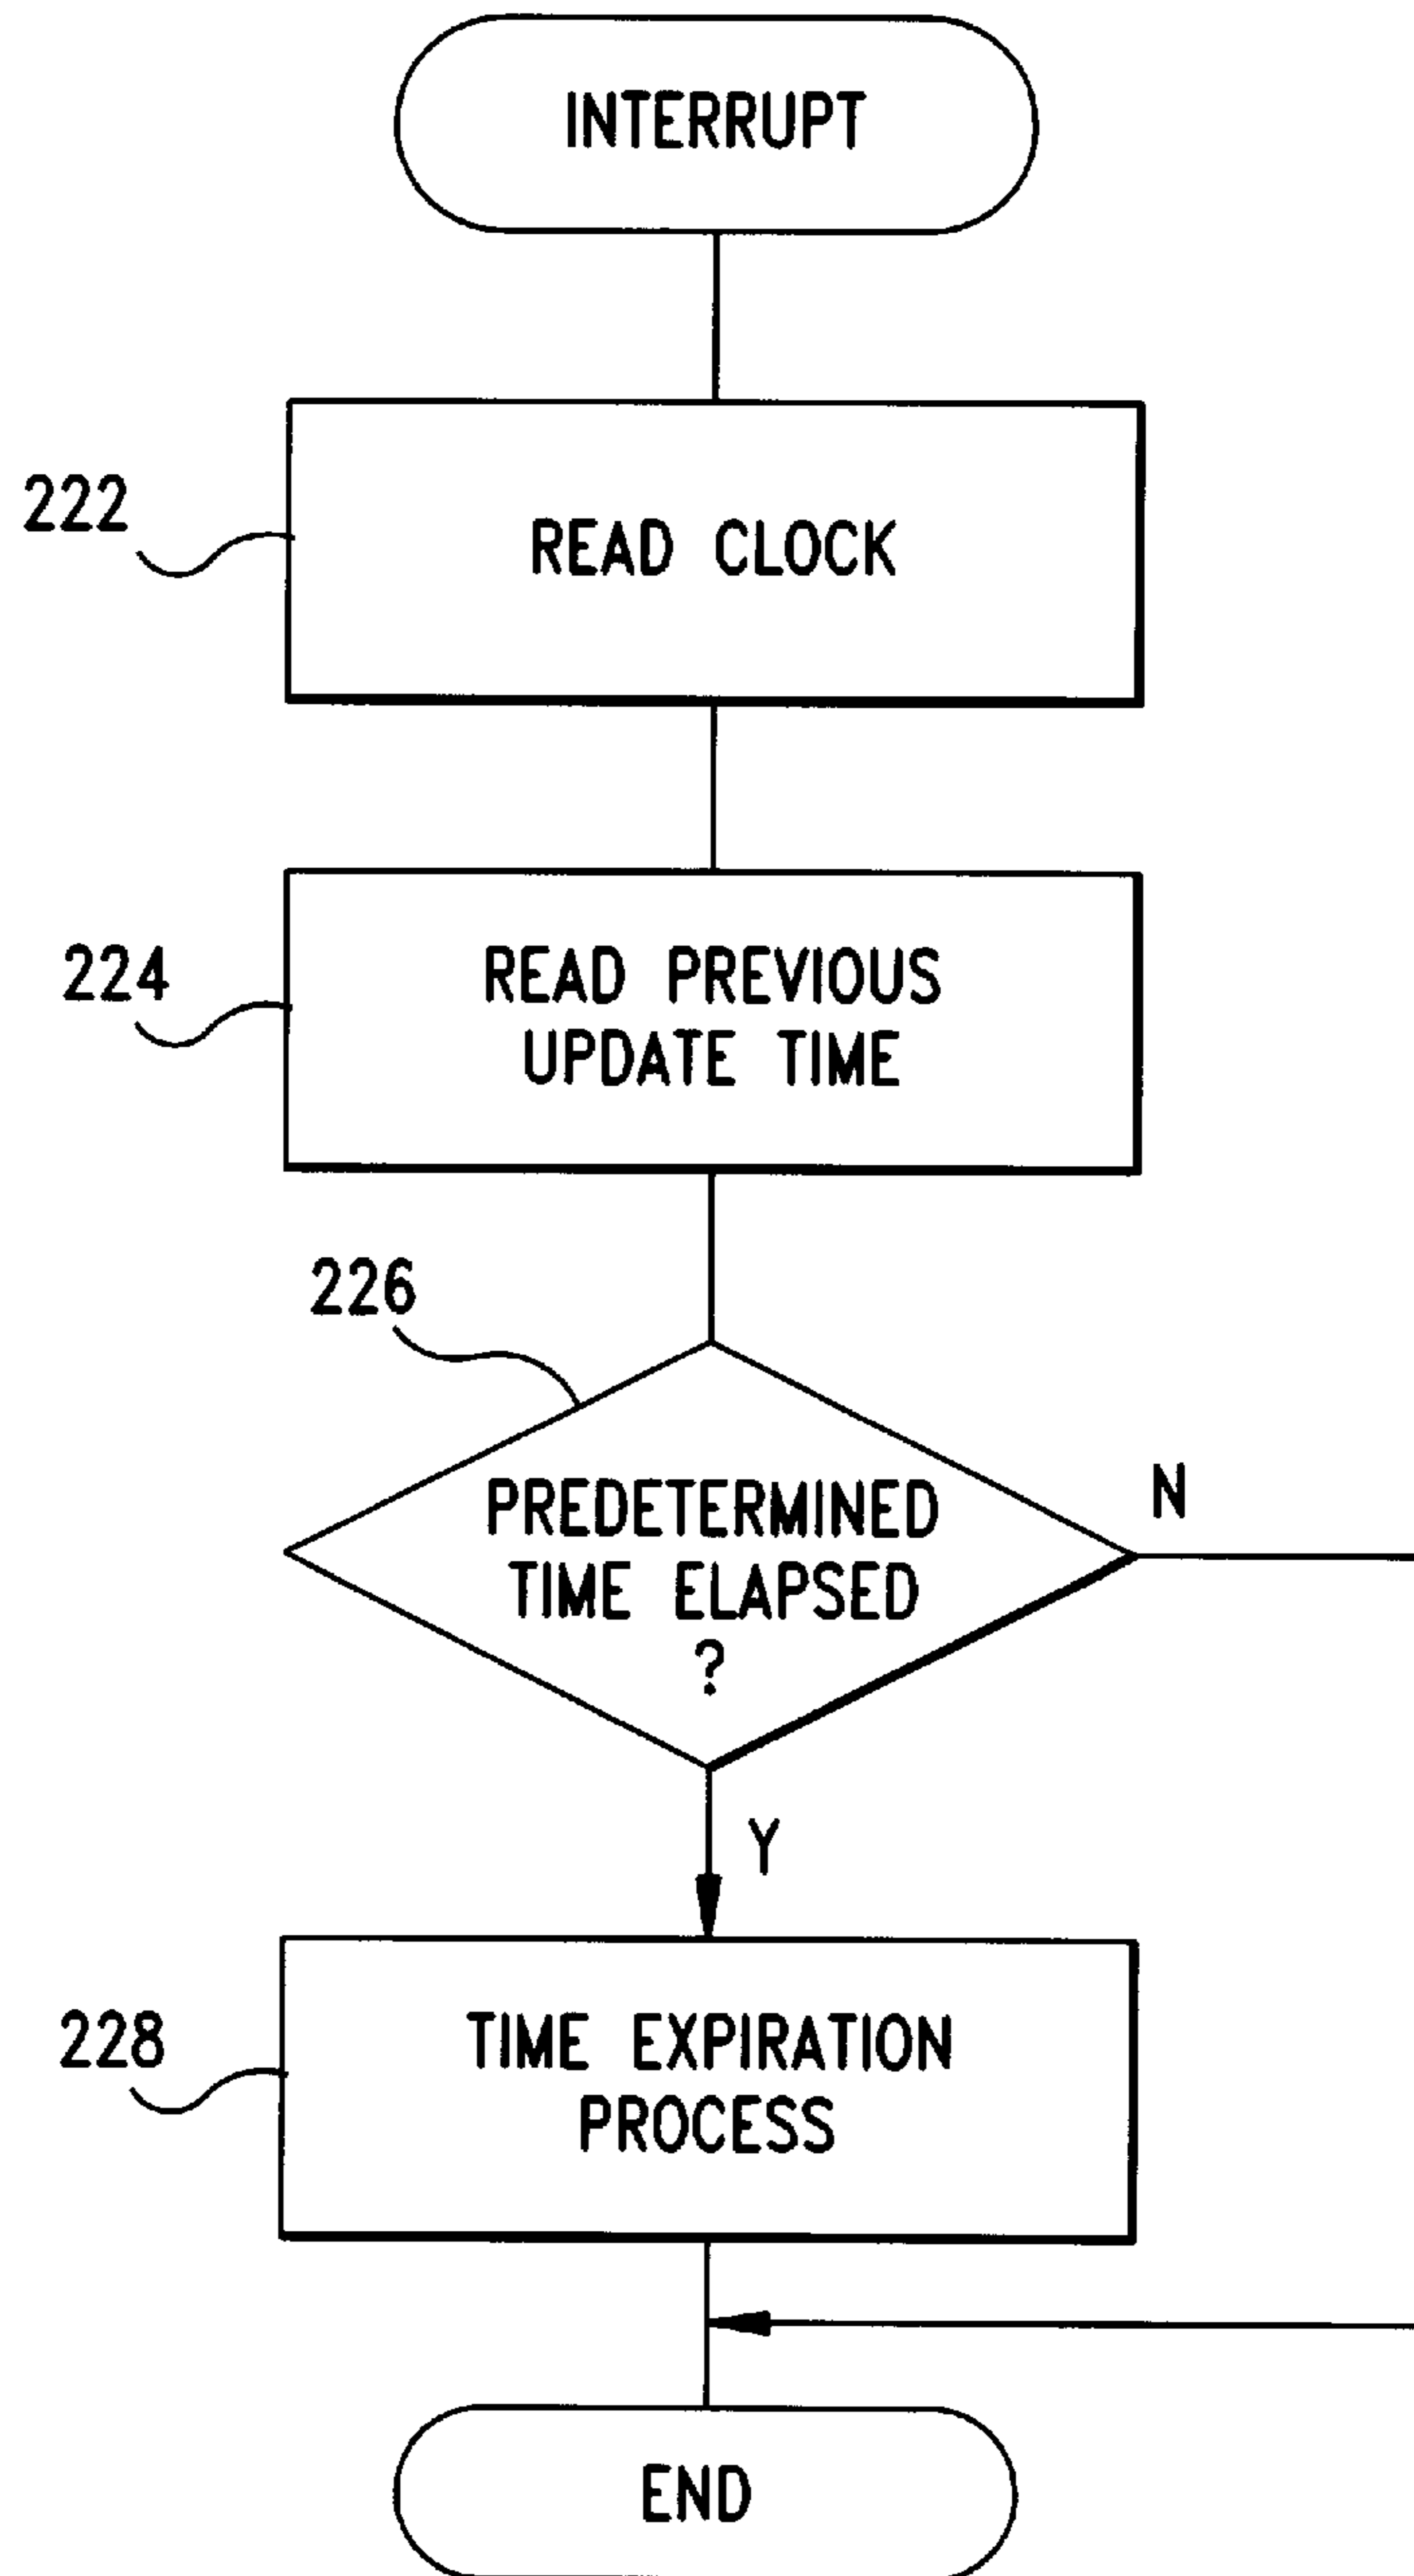 INTERRUPT
222
READ CLOCK
224
READ PREVIOUS
UPDATE TIME
226
PREDETERMINED
TIME ELAPSED
?
N
Y
228
TIME EXPIRATION
PROCESS
END